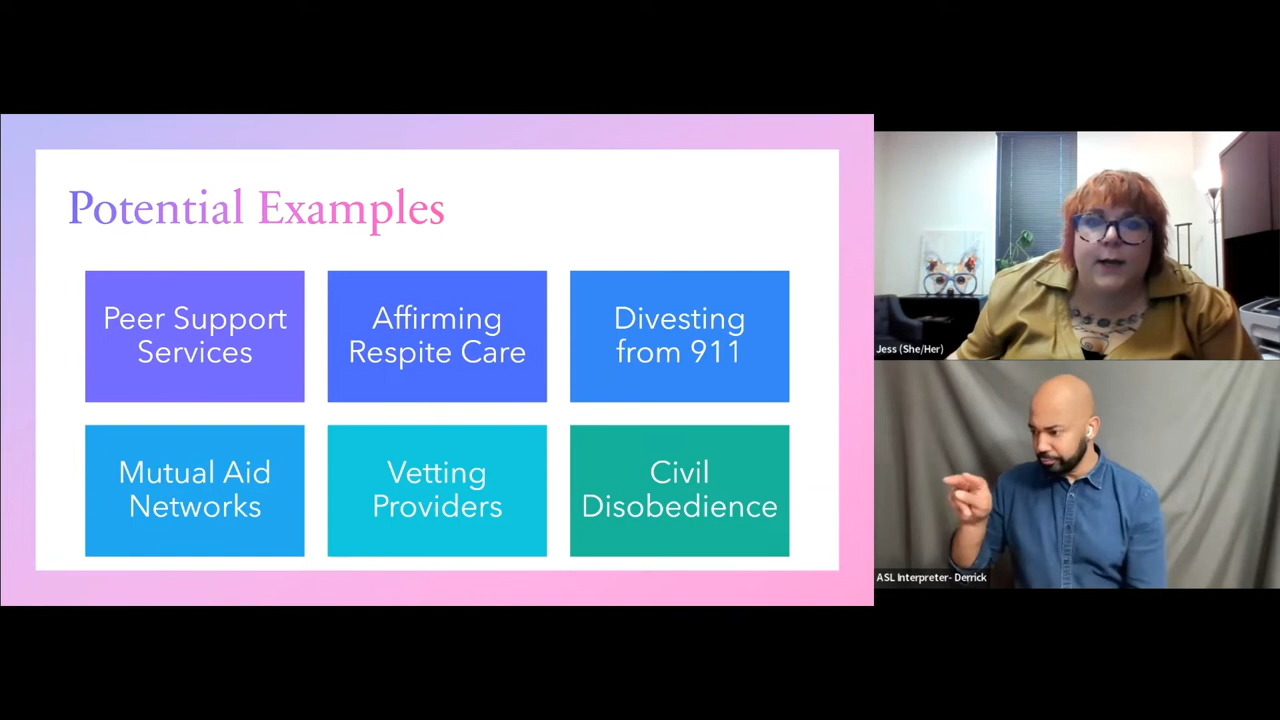 Potential Examples
Peer Support
Services
Affirming
Respite Care
Divesting
from 911
Mutual Aid
Networks
Vetting
Providers
Civil
Disobedience
Jess (She/Her)
ASL Interpreter- Derrick